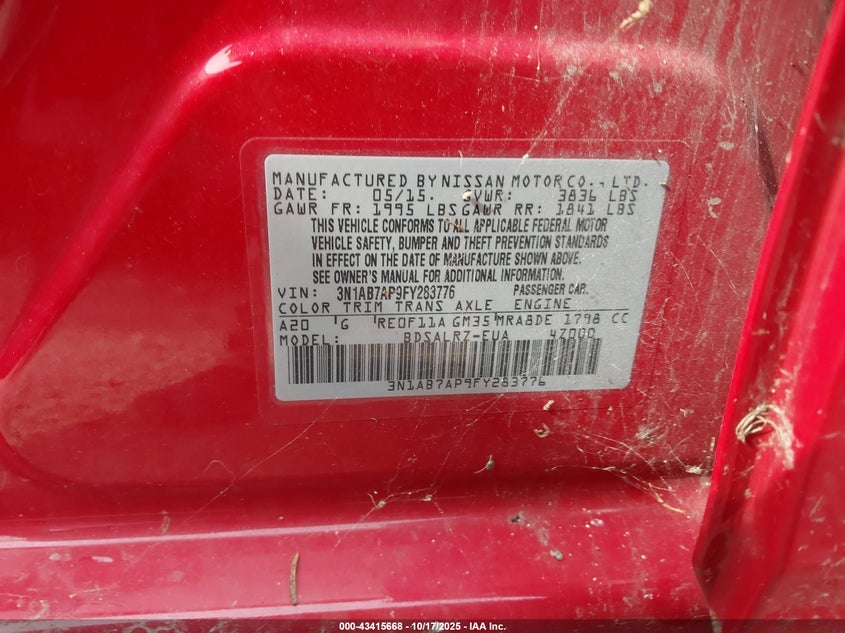 MANUFACTURED BY NISSAN MOTOR CO., LTD.
DATE: 05/15. GVWR: 3836 LBS
GAWR FR: 1995 LBS GAWR RR: 1841 LBS
THIS VEHICLE CONFORMS TO ALL APPLICABLE FEDERAL MOTOR
VEHICLE SAFETY, BUMPER AND THEFT PREVENTION STANDARDS
IN EFFECT ON THE DATE OF MANUFACTURE SHOWN ABOVE.
SEE OWNER'S MANUAL FOR ADDITIONAL INFORMATION.
VIN: 3N1AB7AP9FY283776 PASSENGER CAR.
COLOR TRIM TRANS AXLE ENGINE
A20 G RE0F11A GM35 MRA8DE 1798 CC
MODEL: BDSALRZ-EUA 4Z000
3N1AB7AP9FY283776
000-43415668 - 10/17/2025 - IAA Inc.